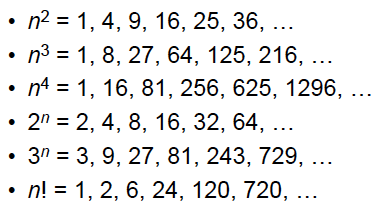 • n² = 1, 4, 9, 16, 25, 36, …
• n³ = 1, 8, 27, 64, 125, 216, …
• n⁴ = 1, 16, 81, 256, 625, 1296, …
• 2ⁿ = 2, 4, 8, 16, 32, 64, …
• 3ⁿ = 3, 9, 27, 81, 243, 729, …
• n! = 1, 2, 6, 24, 120, 720, …